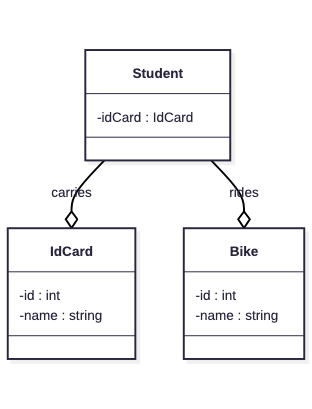 Student
-idCard : IdCard
carries
rides
IdCard
-id : int
-name : string
Bike
-id : int
-name : string